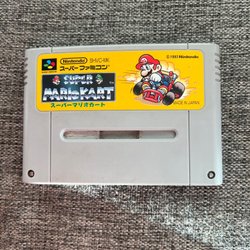 Nintendo SHVC-MK
スーパーファミコン
SUPER
MARIO KART
スーパーマリオカート
© 1992 Nintendo
MADE IN JAPAN